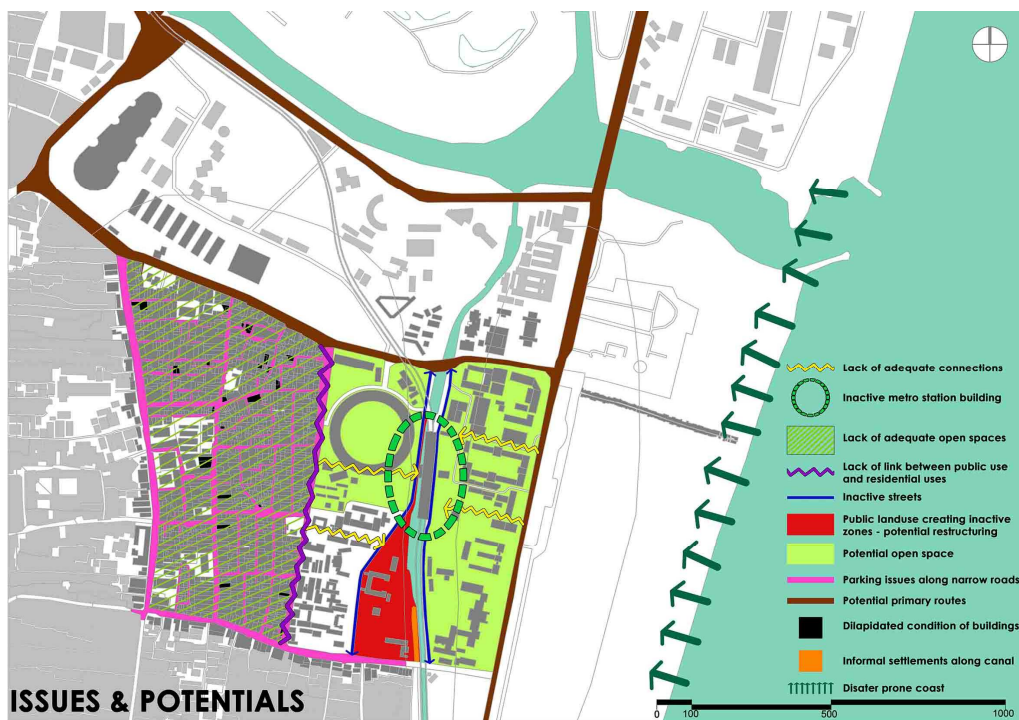 Lack of adequate connections
Inactive metro station building
Lack of adequate open spaces
Lack of link between public use
and residential uses
Inactive streets
Public landuse creating inactive
zones - potential restructuring
Potential open space
Parking issues along narrow roads
Potential primary routes
Dilapidated condition of buildings
Informal settlements along canal
Disater prone coast
ISSUES & POTENTIALS
0 100 500 1000